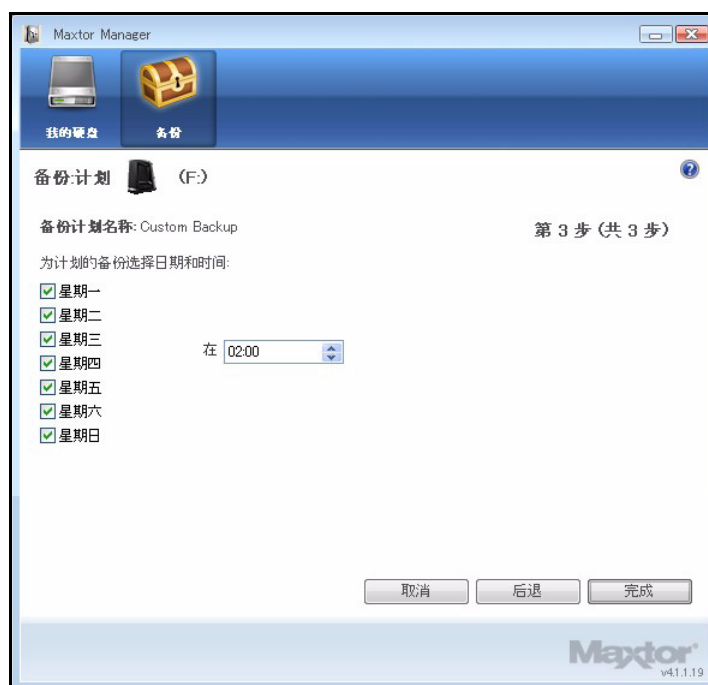 Maxtor Manager
我的硬盘 备份
备份:计划 (F:)
备份计划名称: Custom Backup
第 3 步 (共 3 步)
为计划的备份选择日期和时间:
星期一
星期二
星期三
星期四
星期五
星期六
星期日
在 02:00
取消 后退 完成
Maxtor
v4.1.1.19